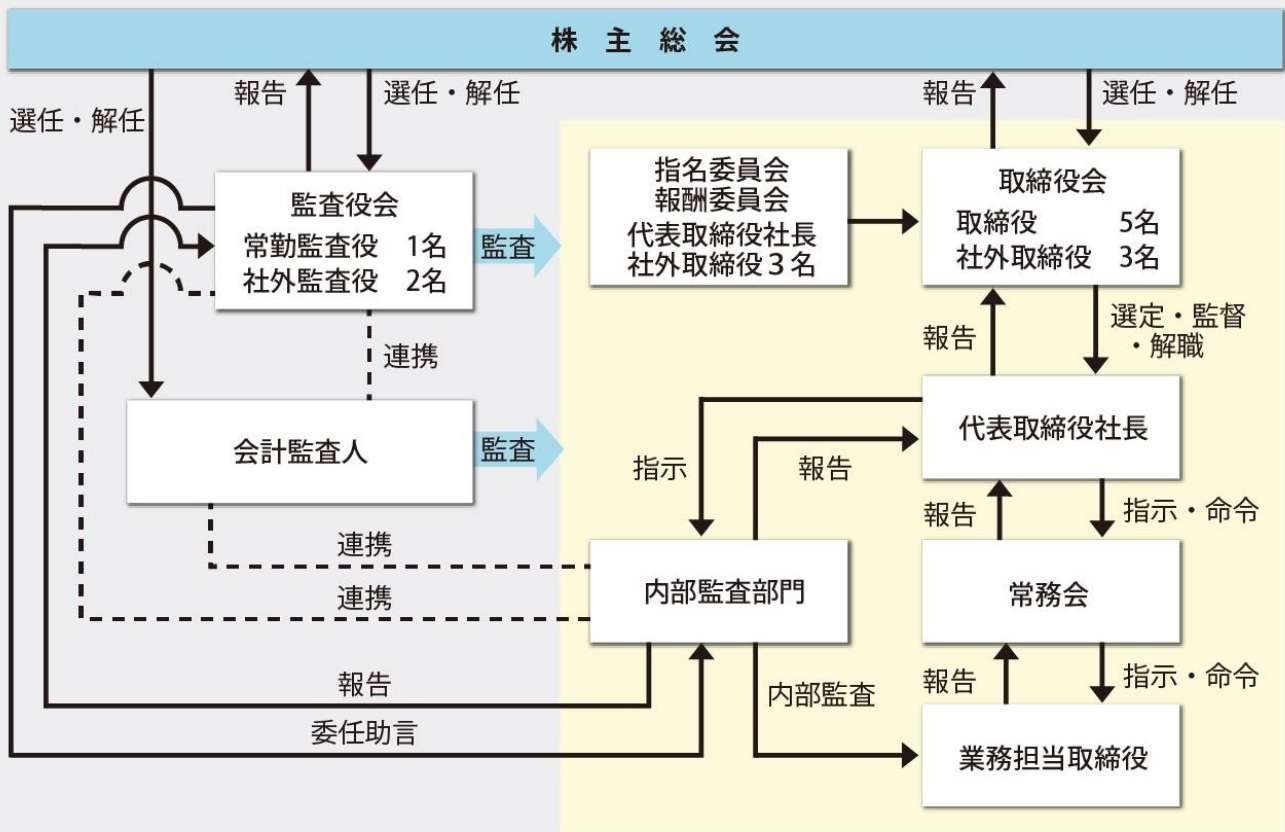 株主総会
選任・解任
報告
選任・解任
報告
選任・解任
監査役会
常勤監査役 1名
社外監査役 2名
監査
指名委員会
報酬委員会
代表取締役社長
社外取締役3名
取締役会
取締役 5名
社外取締役 3名
連携
報告
選定・監督
・解職
会計監査人
監査
代表取締役社長
指示
報告
報告
指示・命令
連携
連携
内部監査部門
常務会
報告
委任助言
内部監査
報告
指示・命令
業務担当取締役